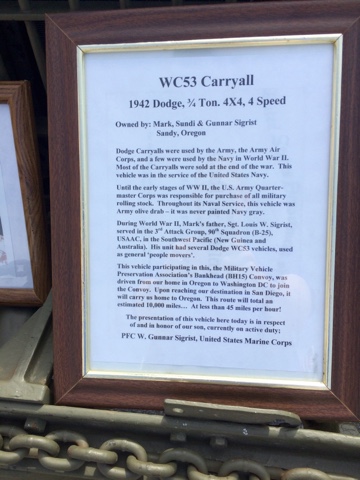 WC53 Carryall
1942 Dodge, ¾ Ton. 4X4, 4 Speed
Owned by: Mark, Sundi & Gunnar Sigrist
Sandy, Oregon
Dodge Carryalls were used by the Army, the Army Air
Corps, and a few were used by the Navy in World War II.
Most of the Carryalls were sold at the end of the war. This
vehicle was in the service of the United States Navy.
Until the early stages of WW II, the U.S. Army Quarter-
master Corps was responsible for purchase of all military
rolling stock. Throughout its Naval Service, this vehicle was
Army olive drab – it was never painted Navy gray.
During World War II, Mark's father, Sgt. Louis W. Sigrist,
served in the 3rd Attack Group, 90th Squadron (B-25),
USAAC, in the Southwest Pacific (New Guinea and
Australia). His unit had several Dodge WC53 vehicles, used
as general 'people movers'.
This vehicle participating in this, the Military Vehicle
Preservation Association's Bankhead (BH15) Convoy, was
driven from our home in Oregon to Washington DC to join
the Convoy. Upon reaching our destination in San Diego, it
will carry us home to Oregon. This route will total an
estimated 10,000 miles… At less than 45 miles per hour!
The presentation of this vehicle here today is in respect
of and in honor of our son, currently on active duty;
PFC W. Gunnar Sigrist, United States Marine Corps